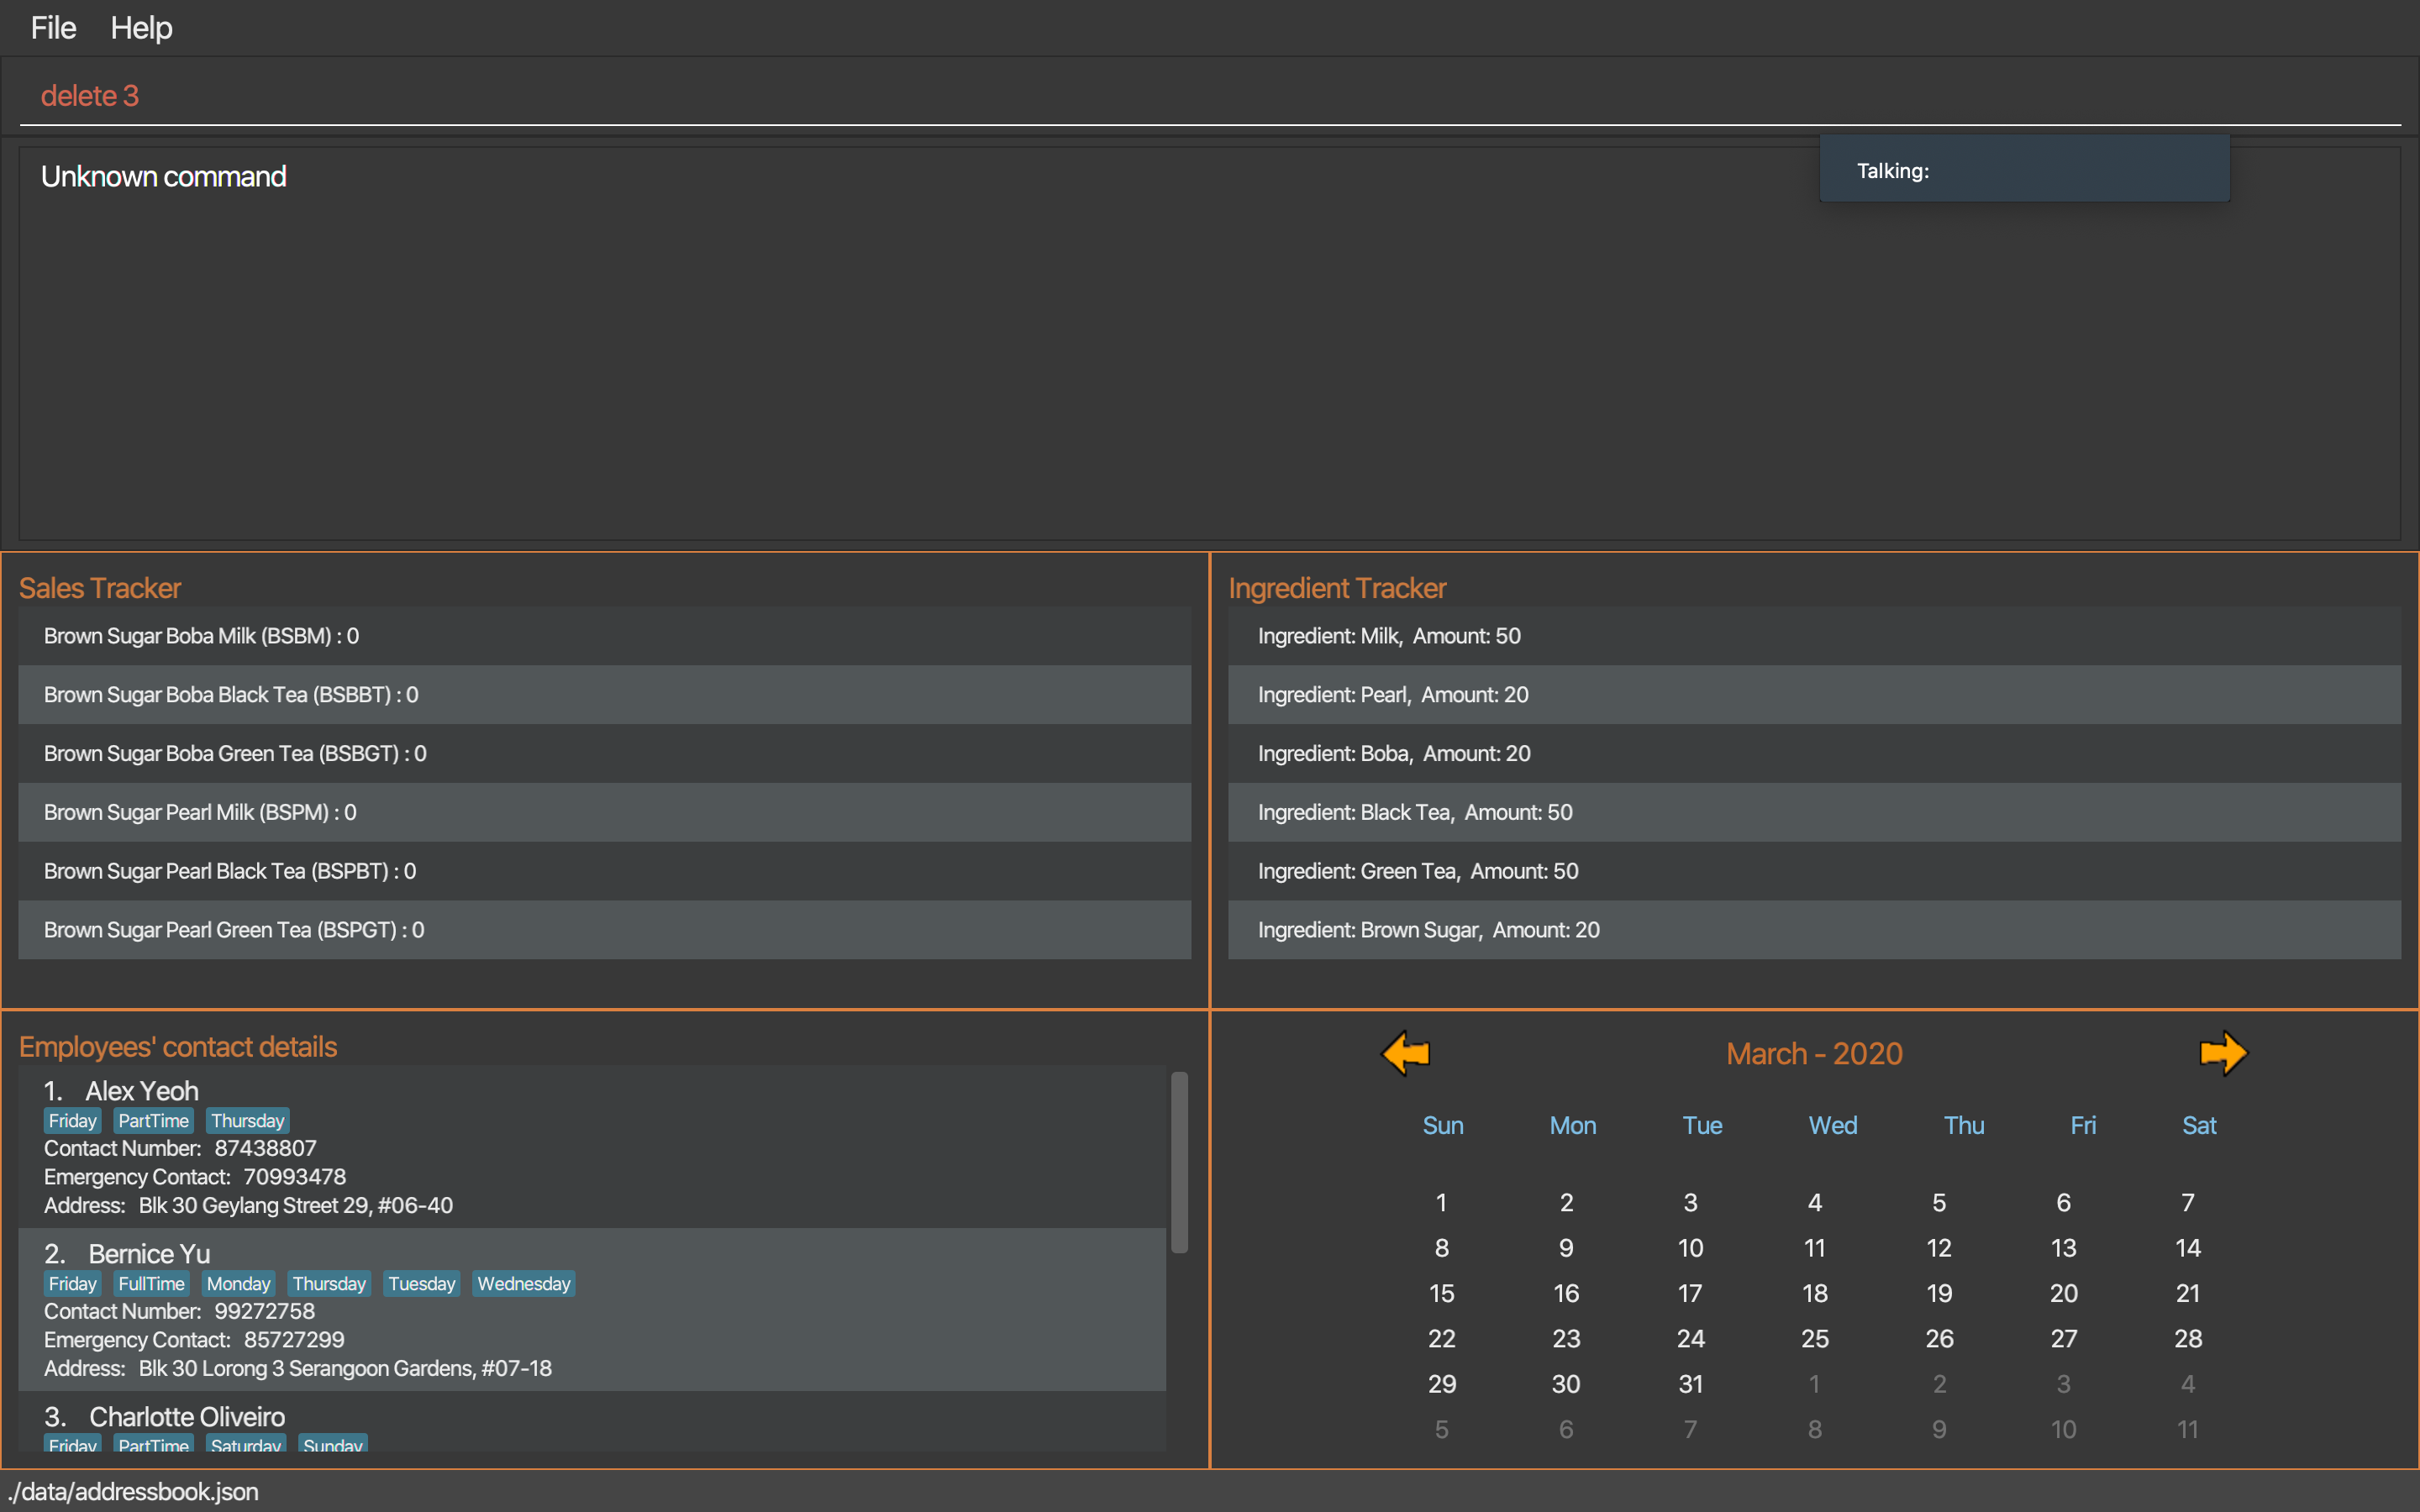 File Help
delete 3
Unknown command
Talking:
Sales Tracker
Brown Sugar Boba Milk (BSBM) : 0
Brown Sugar Boba Black Tea (BSBBT) : 0
Brown Sugar Boba Green Tea (BSBGT) : 0
Brown Sugar Pearl Milk (BSPM) : 0
Brown Sugar Pearl Black Tea (BSPBT) : 0
Brown Sugar Pearl Green Tea (BSPGT) : 0
Ingredient Tracker
Ingredient: Milk, Amount: 50
Ingredient: Pearl, Amount: 20
Ingredient: Boba, Amount: 20
Ingredient: Black Tea, Amount: 50
Ingredient: Green Tea, Amount: 50
Ingredient: Brown Sugar, Amount: 20
Employees' contact details
1. Alex Yeoh
Friday PartTime Thursday
Contact Number: 87438807
Emergency Contact: 70993478
Address: Blk 30 Geylang Street 29, #06-40
2. Bernice Yu
Friday FullTime Monday Thursday Tuesday Wednesday
Contact Number: 99272758
Emergency Contact: 85727299
Address: Blk 30 Lorong 3 Serangoon Gardens, #07-18
3. Charlotte Oliveiro
Friday PartTime Saturday Sunday
March - 2020
Sun Mon Tue Wed Thu Fri Sat
1 2 3 4 5 6 7
8 9 10 11 12 13 14
15 16 17 18 19 20 21
22 23 24 25 26 27 28
29 30 31 1 2 3 4
5 6 7 8 9 10 11
./data/addressbook.json